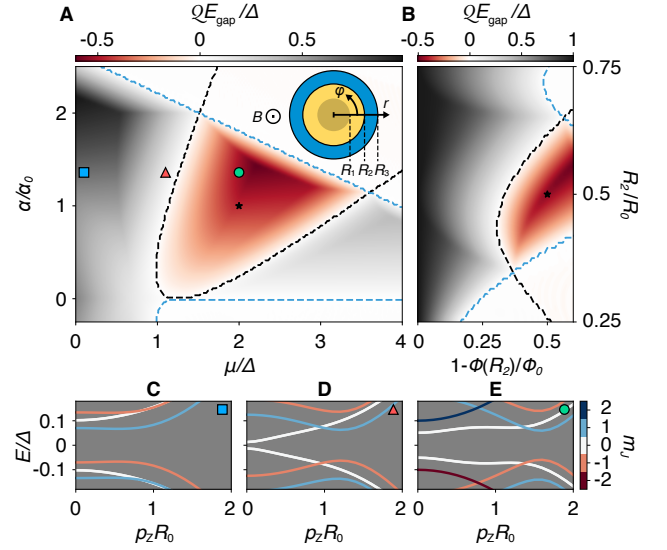 A
𝒬E_gap/Δ
B
𝒬E_gap/Δ
-0.5 0 0.5
-0.5 0 0.5 1
α/α₀
2
1
0
0 1 2 3 4
μ/Δ
B
φ
r
R₁ R₂ R₃
0.75
0.5
0.25
R₂/R₀
0 0.25 0.5
1-Φ(R₂)/Φ₀
C
D
E
E/Δ
0.1
0
-0.1
0 1 2
p_zR₀
0 1 2
p_zR₀
0 1 2
p_zR₀
2
1
0
-1
-2
m_J